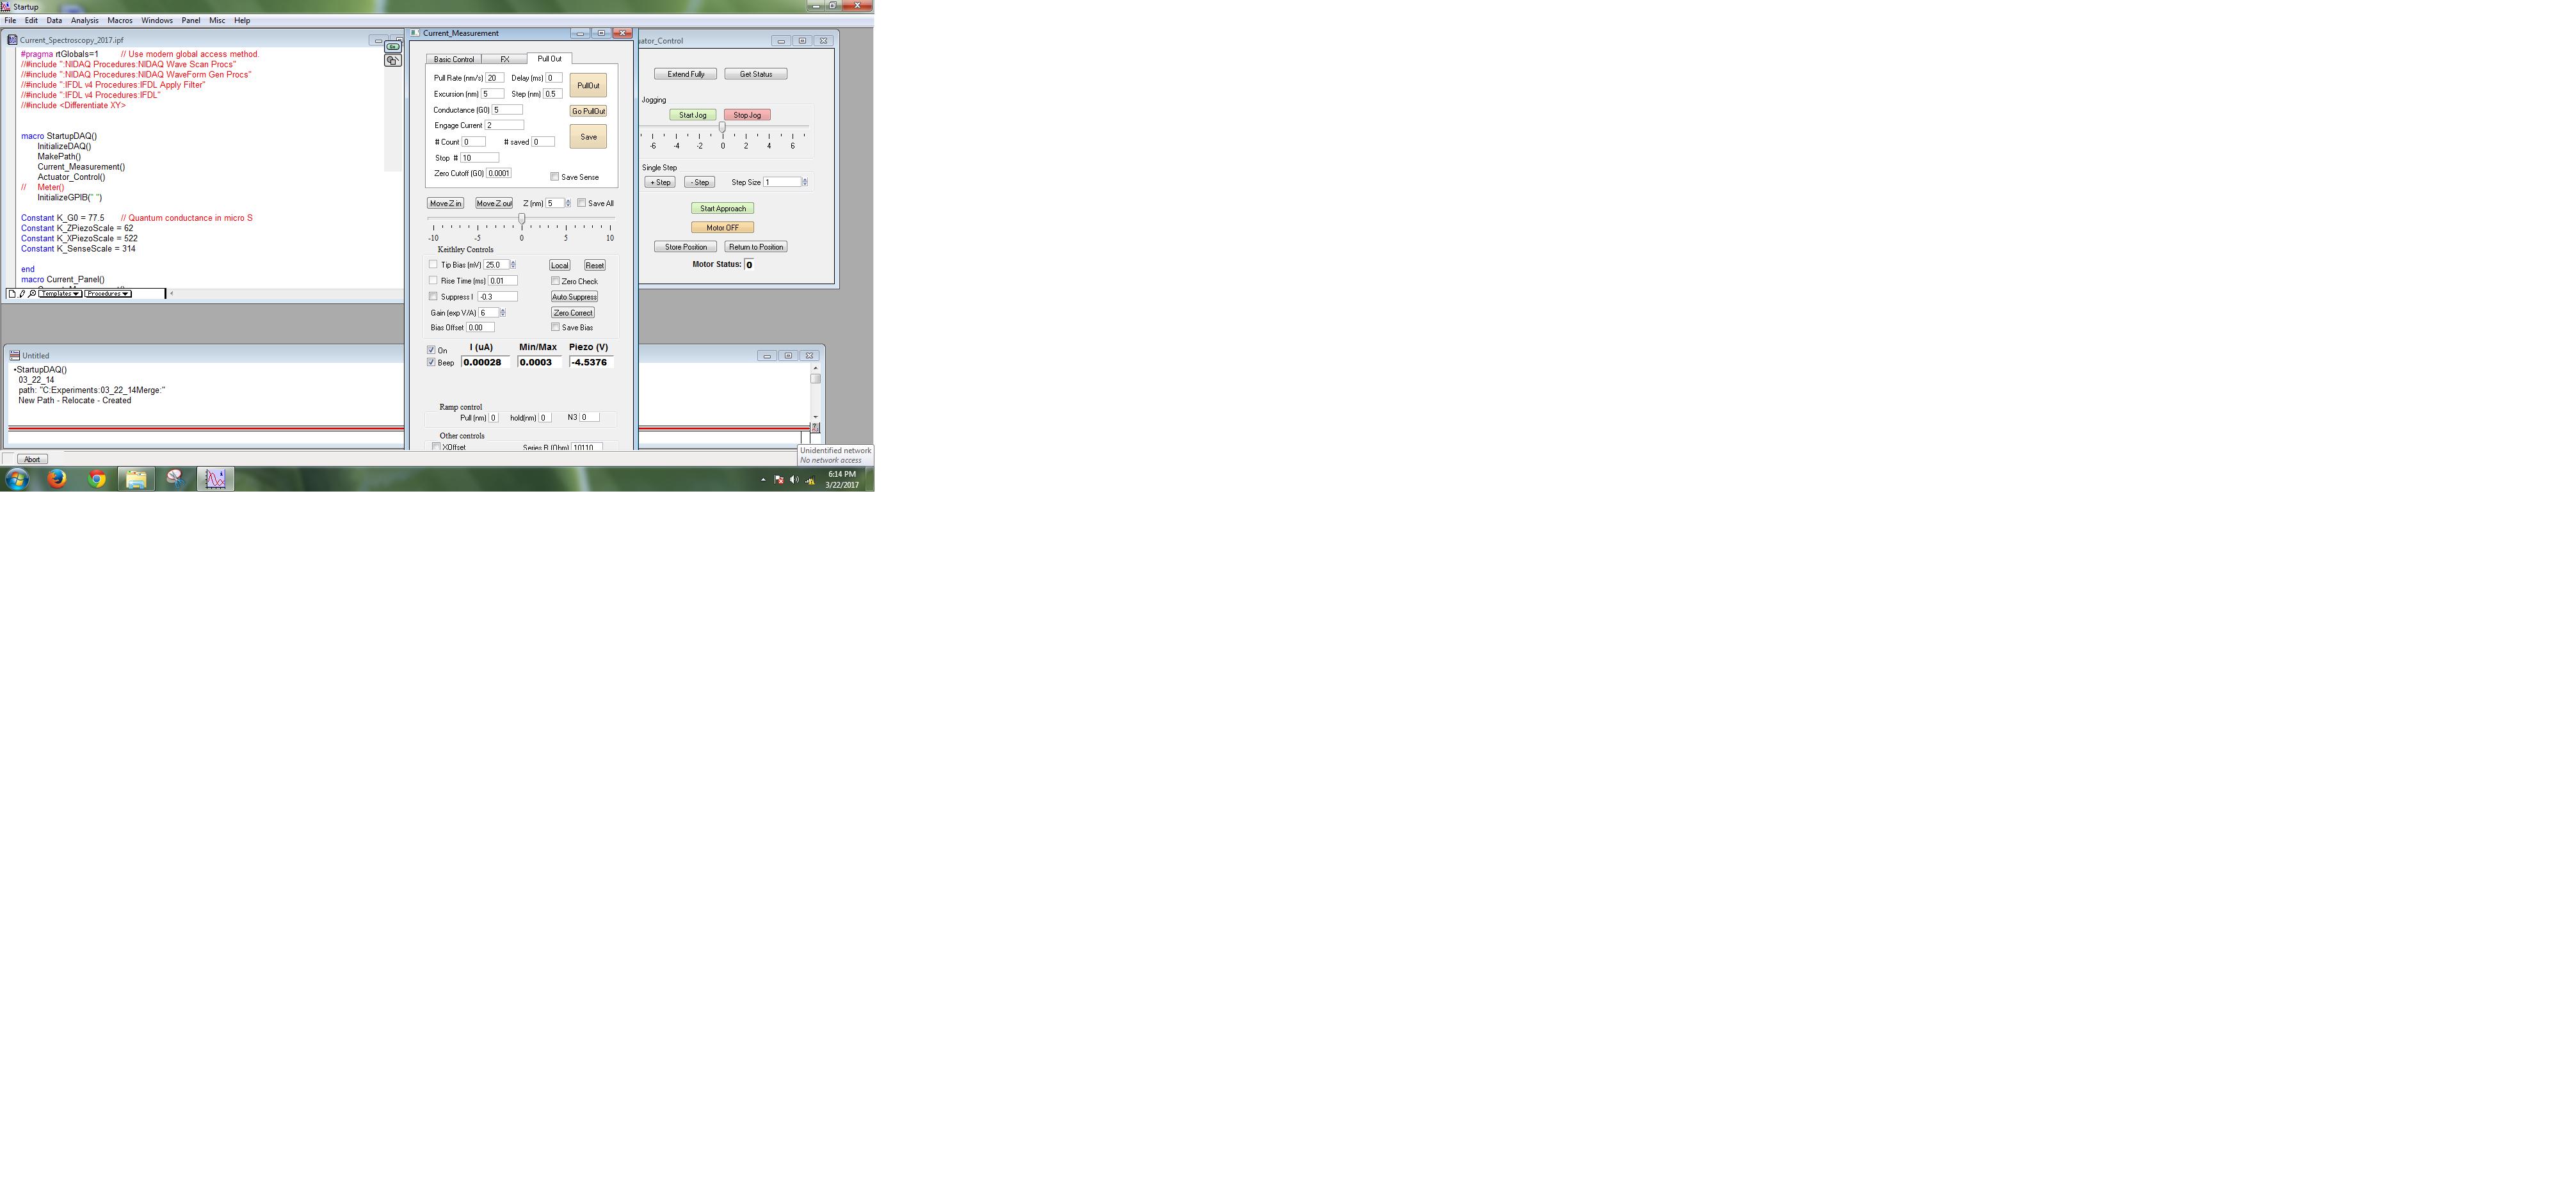 Startup
File Edit Data Analysis Macros Windows Panel Misc Help
Current_Spectroscopy_2017.ipf
#pragma rtGlobals=1 // Use modern global access method.
//#include ":NIDAQ Procedures:NIDAQ Wave Scan Procs"
//#include ":NIDAQ Procedures:NIDAQ WaveForm Gen Procs"
//#include ":IFDL v4 Procedures:IFDL Apply Filter"
//#include ":IFDL v4 Procedures:IFDL"
//#include <Differentiate XY>
macro StartupDAQ()
InitializeDAQ()
MakePath()
Current_Measurement()
Actuator_Control()
// Meter()
InitializeGPIB(" ")
Constant K_G0 = 77.5 // Quantum conductance in micro S
Constant K_ZPiezoScale = 62
Constant K_XPiezoScale = 522
Constant K_SenseScale = 314
end
macro Current_Panel()
Templates Procedures
Current_Measurement
Basic Control FX Pull Out
Pull Rate (nm/s) 20 Delay (ms) 0 PullOut
Excursion (nm) 5 Step (nm) 0.5
Conductance (G0) 5 Go PullOut
Engage Current 2
# Count 0 # saved 0 Save
Stop # 10
Zero Cutoff (G0) 0.0001 Save Sense
Move Z in Move Z out Z (nm) 5 Save All
-10 -5 0 5 10
Keithley Controls
Tip Bias (mV) 25.0 Local Reset
Rise Time (ms) 0.01 Zero Check
Suppress I -0.3 Auto Suppress
Gain (exp V/A) 6 Zero Correct
Bias Offset 0.00 Save Bias
On I (uA) Min/Max Piezo (V)
Beep 0.00028 0.0003 -4.5376
Ramp control
Pull (nm) 0 hold(nm) 0 N3 0
Other controls
XOffset Series R (Ohm) 10110
uator_Control
Extend Fully Get Status
Jogging
Start Jog Stop Jog
-6 -4 -2 0 2 4 6
Single Step
+ Step - Step Step Size 1
Start Approach
Motor OFF
Store Position Return to Position
Motor Status: 0
Untitled
•StartupDAQ()
03_22_14
path: "C:Experiments:03_22_14Merge:"
New Path - Relocate - Created
Abort
Unidentified network
No network access
6:14 PM
3/22/2017